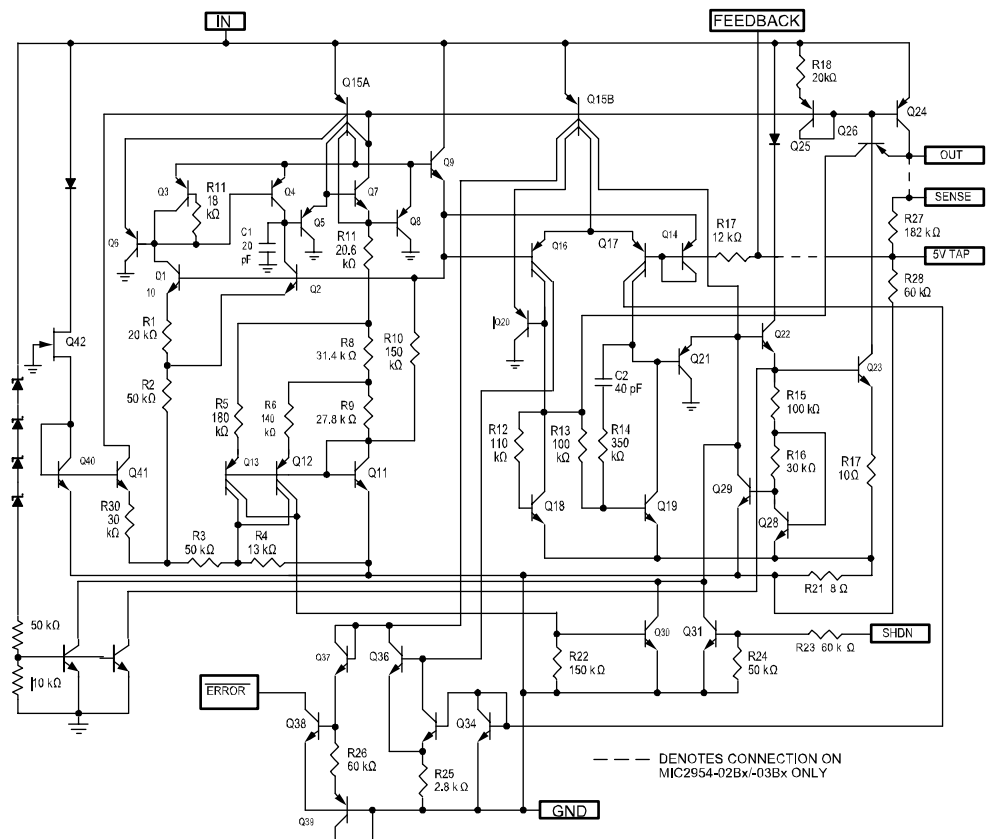 IN
FEEDBACK
Q15A
Q15B
R18
20kΩ
Q24
Q25
Q26
OUT
SENSE
Q9
Q3
R11
18
kΩ
Q4
Q7
Q5
Q8
Q6
C1
20
pF
R11
20.6
kΩ
Q16
Q17
Q14
R17
12 kΩ
R27
182 kΩ
5V TAP
R28
60 kΩ
Q1
10
Q2
R1
20 kΩ
R10
150
kΩ
Q20
Q42
R8
31.4 kΩ
Q21
Q22
Q23
C2
40 pF
R2
50 kΩ
R5
180
kΩ
R6
140
kΩ
R9
27.8 kΩ
R15
100 kΩ
R12
110
kΩ
R13
100
kΩ
R14
350
kΩ
R16
30 kΩ
R17
10Ω
Q40
Q41
Q13
Q12
Q11
Q29
Q28
Q18
Q19
R30
30
kΩ
R3
50 kΩ
R4
13 kΩ
R21 8 Ω
50 kΩ
10 kΩ
Q37
Q36
R22
150 kΩ
Q30
Q31
R24
50 kΩ
R23 60 kΩ
SHDN
ERROR
Q38
Q34
R26
60 kΩ
R25
2.8 kΩ
DENOTES CONNECTION ON
MIC2954-02Bx/-03Bx ONLY
Q39
GND